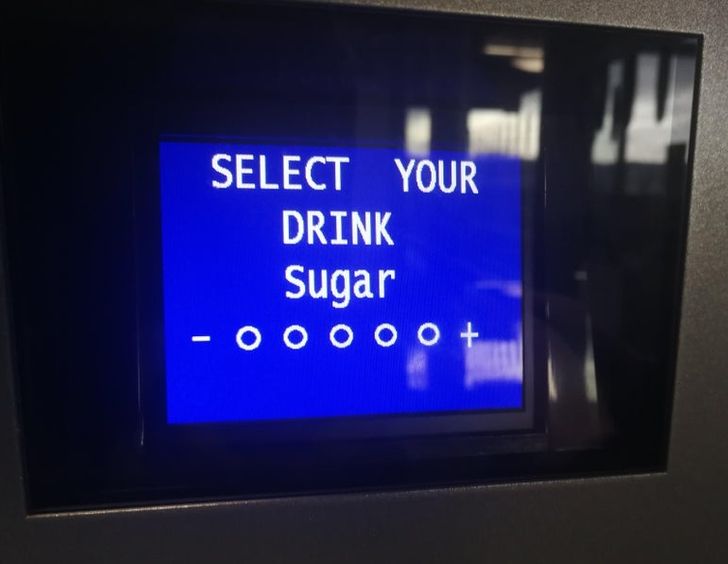 SELECT YOUR
DRINK
Sugar
- O O O O O +